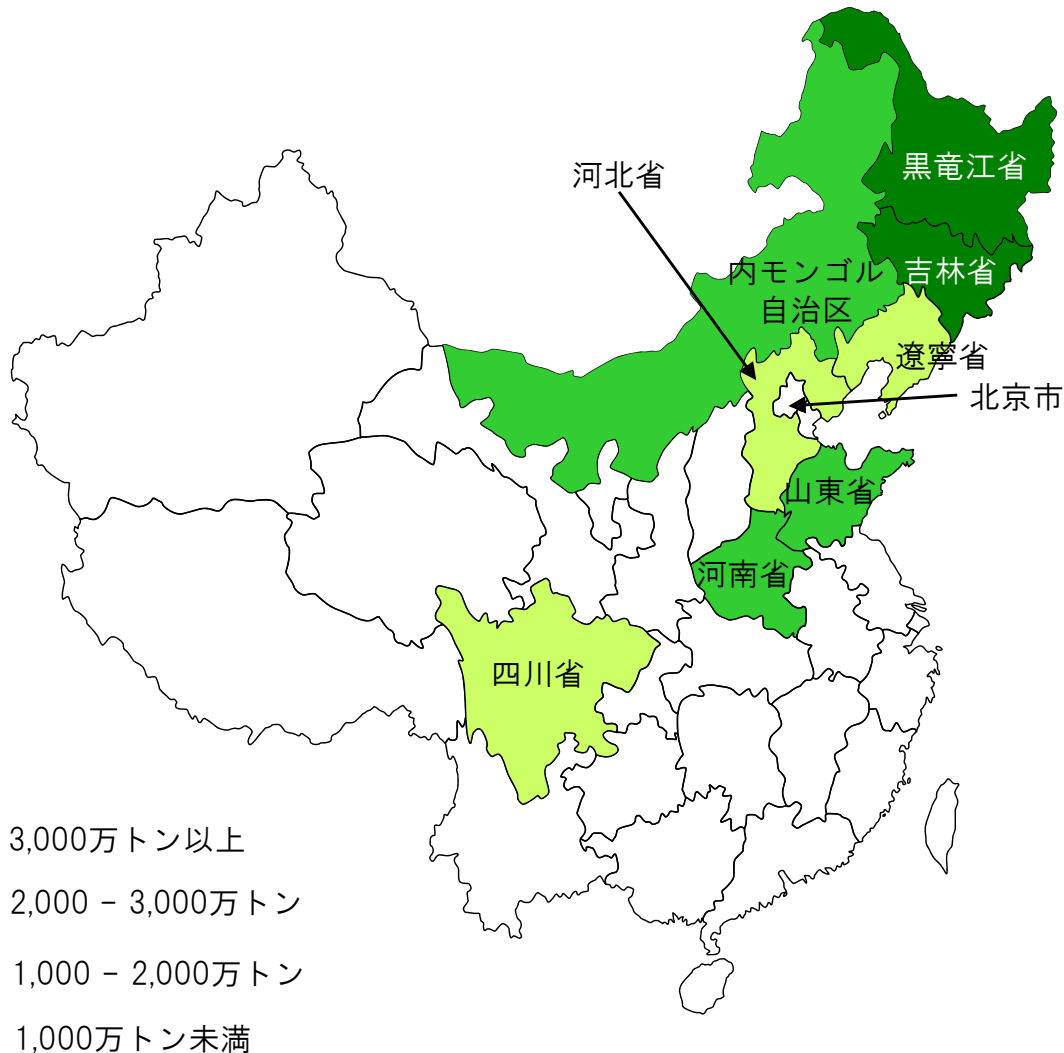 黒竜江省
河北省
吉林省
内モンゴル
自治区
遼寧省
北京市
山東省
河南省
四川省
3,000万トン以上
2,000 - 3,000万トン
1,000 - 2,000万トン
1,000万トン未満